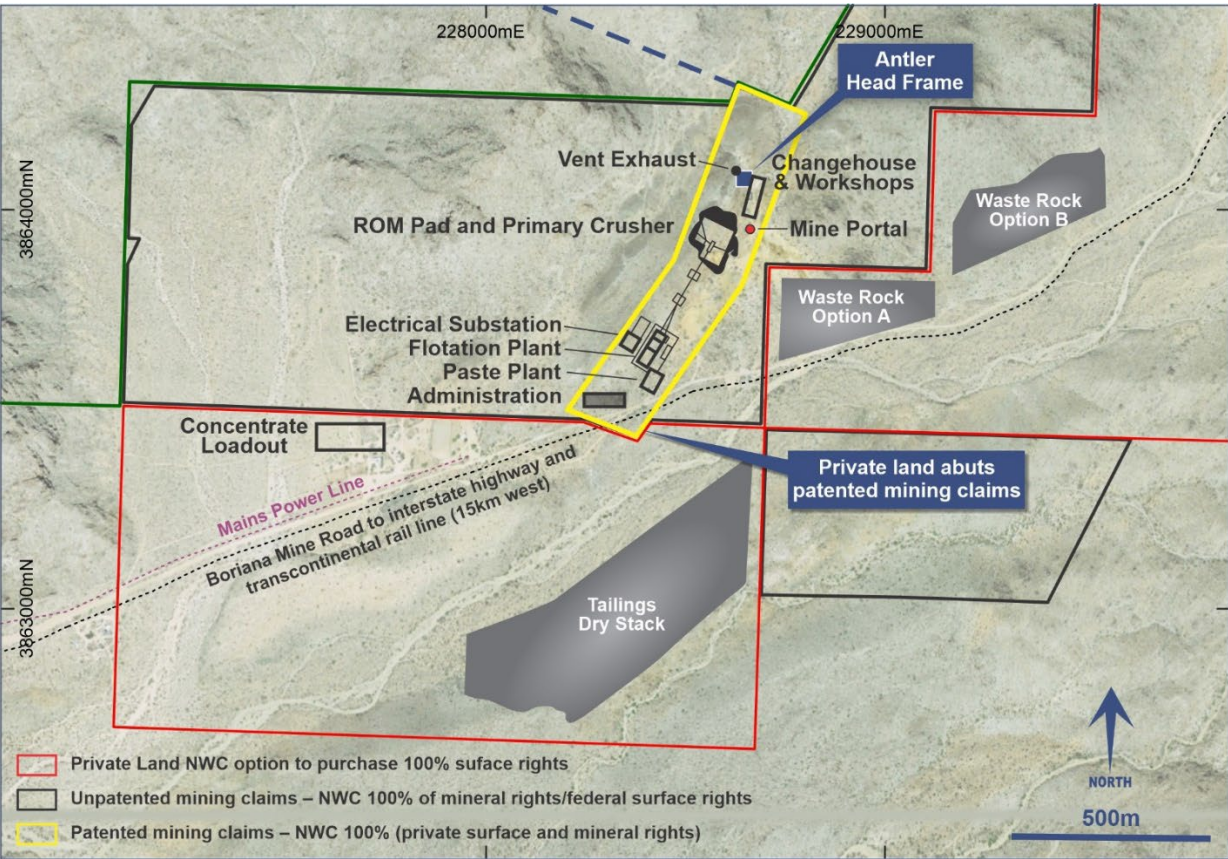 228000mE
229000mE
Antler
Head Frame
Vent Exhaust
Changehouse
& Workshops
3864000mN
ROM Pad and Primary Crusher
Mine Portal
Waste Rock
Option B
Waste Rock
Option A
Electrical Substation
Flotation Plant
Paste Plant
Administration
Concentrate
Loadout
Private land abuts
patented mining claims
Mains Power Line
Boriana Mine Road to interstate highway and
transcontinental rail line (15km west)
3863000mN
Tailings
Dry Stack
Private Land NWC option to purchase 100% suface rights
Unpatented mining claims – NWC 100% of mineral rights/federal surface rights
Patented mining claims – NWC 100% (private surface and mineral rights)
NORTH
500m